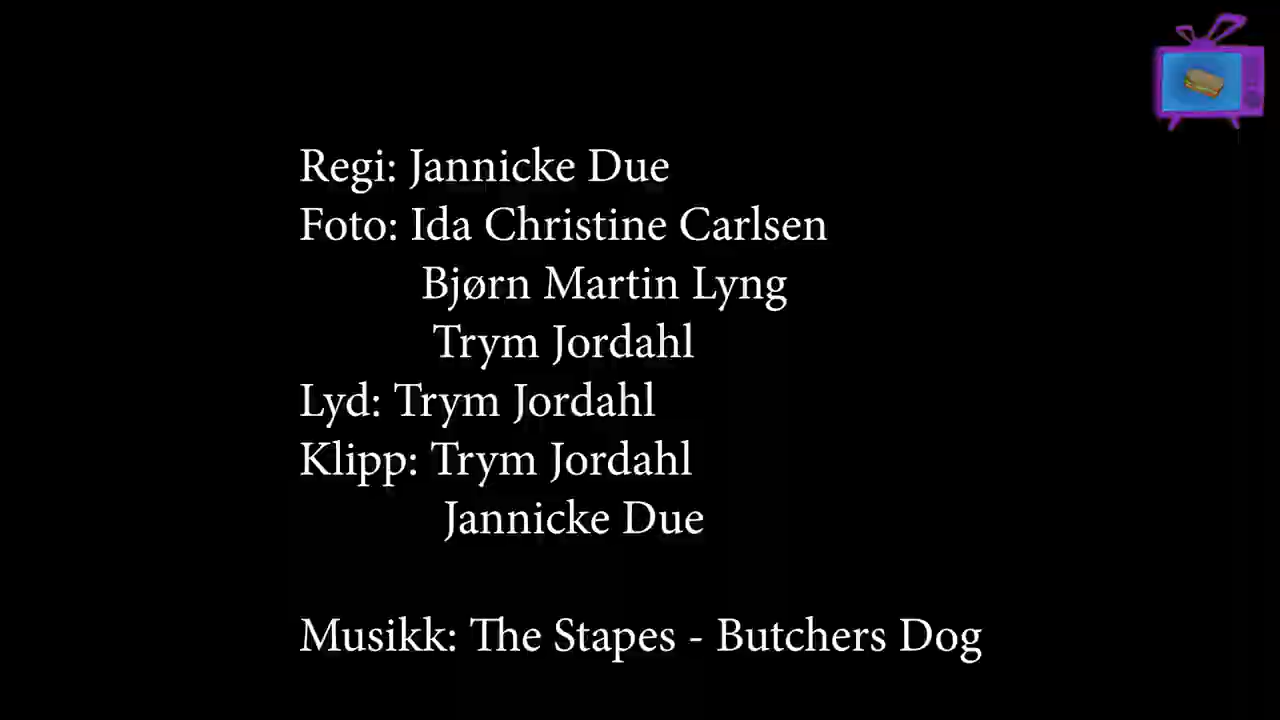 Regi: Jannicke Due
Foto: Ida Christine Carlsen
Bjørn Martin Lyng
Trym Jordahl
Lyd: Trym Jordahl
Klipp: Trym Jordahl
Jannicke Due
Musikk: The Stapes - Butchers Dog